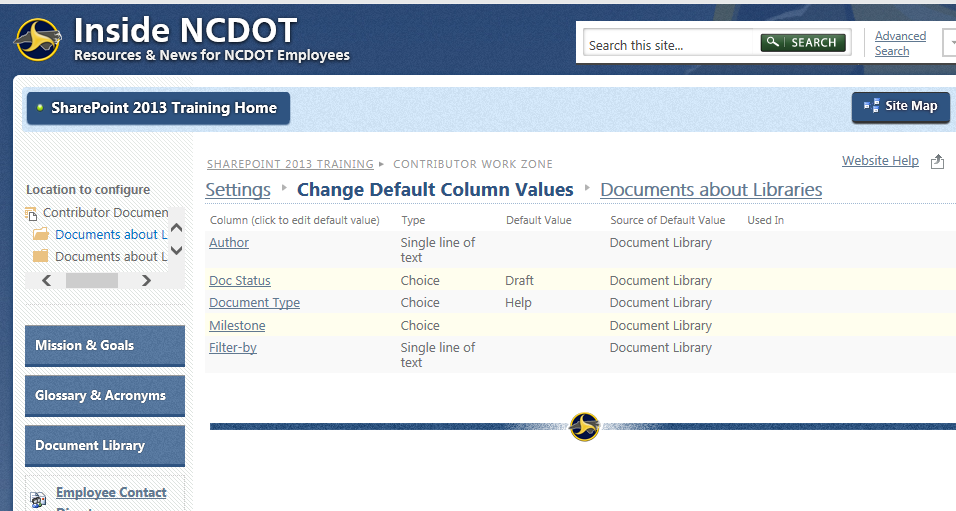 Inside NCDOT
Resources & News for NCDOT Employees
Search this site...
SEARCH
Advanced
Search
SharePoint 2013 Training Home
Site Map
SHAREPOINT 2013 TRAINING ▸ CONTRIBUTOR WORK ZONE
Website Help
Settings ▸ Change Default Column Values ▸ Documents about Libraries
Location to configure
Contributor Documen
Documents about L
Documents about L
Column (click to edit default value) Type Default Value Source of Default Value Used In
Author Single line of Document Library
text
Doc Status Choice Draft Document Library
Document Type Choice Help Document Library
Milestone Choice Document Library
Filter-by Single line of Document Library
text
Mission & Goals
Glossary & Acronyms
Document Library
Employee Contact